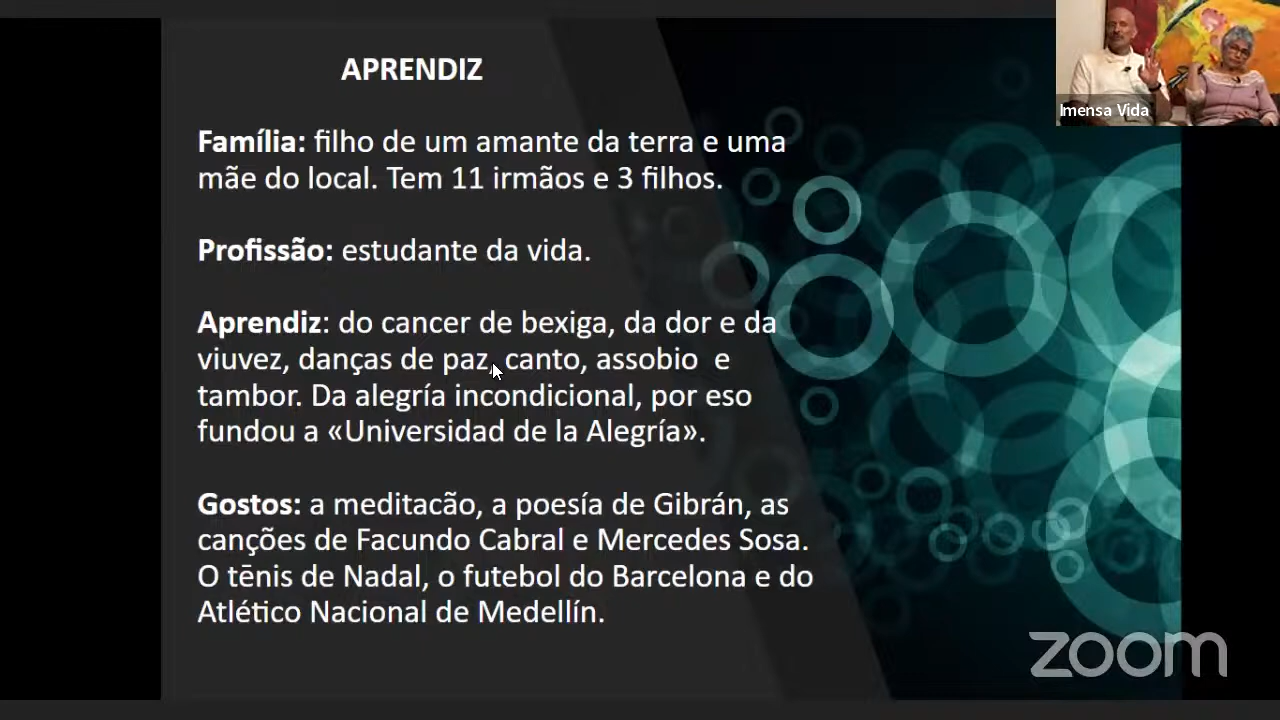 APRENDIZ
Família: filho de um amante da terra e uma
mãe do local. Tem 11 irmãos e 3 filhos.
Profissão: estudante da vida.
Aprendiz: do cancer de bexiga, da dor e da
viuvez, danças de paz, canto, assobio e
tambor. Da alegría incondicional, por eso
fundou a «Universidad de la Alegría».
Gostos: a meditacão, a poesía de Gibrán, as
canções de Facundo Cabral e Mercedes Sosa.
O tēnis de Nadal, o futebol do Barcelona e do
Atlético Nacional de Medellín.
Imensa Vida
zoom